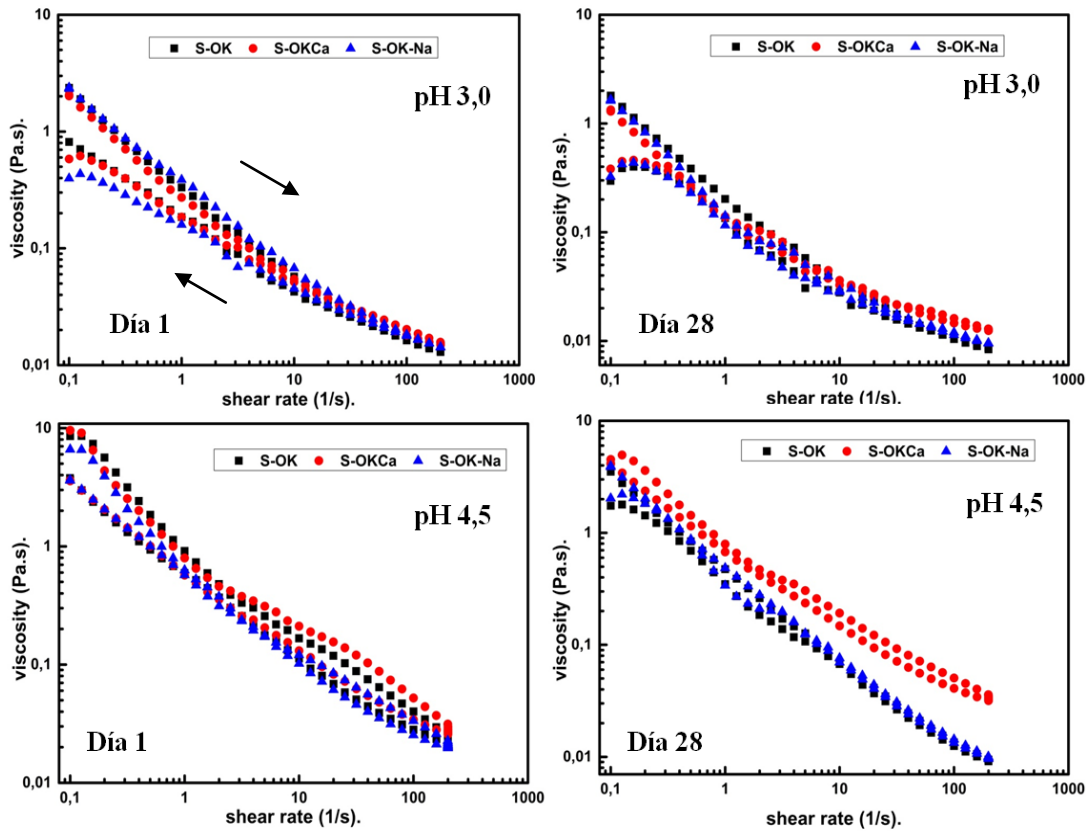 S-OK S-OKCa S-OK-Na
pH 3,0
Día 1
viscosity (Pa.s).
10
1
0,1
0,01
0,1 1 10 100 1000
shear rate (1/s).
S-OK S-OKCa S-OK-Na
pH 3,0
Día 28
viscosity (Pa.s).
10
1
0,1
0,01
0,1 1 10 100 1000
shear rate (1/s).
S-OK S-OKCa S-OK-Na
pH 4,5
Día 1
viscosity (Pa.s).
10
1
0,1
0,01
0,1 1 10 100 1000
shear rate (1/s).
S-OK S-OKCa S-OK-Na
pH 4,5
Día 28
viscosity (Pa.s).
10
1
0,1
0,01
0,1 1 10 100 1000
shear rate (1/s).